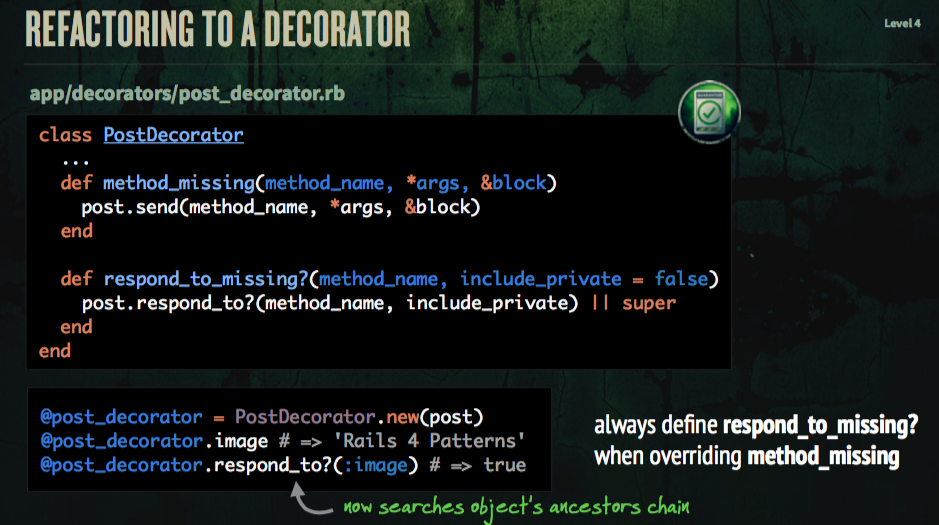 REFACTORING TO A DECORATOR
Level 4
app/decorators/post_decorator.rb
class PostDecorator
  ...
  def method_missing(method_name, *args, &block)
    post.send(method_name, *args, &block)
  end

  def respond_to_missing?(method_name, include_private = false)
    post.respond_to?(method_name, include_private) || super
  end
end
@post_decorator = PostDecorator.new(post)
@post_decorator.image # => 'Rails 4 Patterns'
@post_decorator.respond_to?(:image) # => true
always define respond_to_missing?
when overriding method_missing
now searches object's ancestors chain